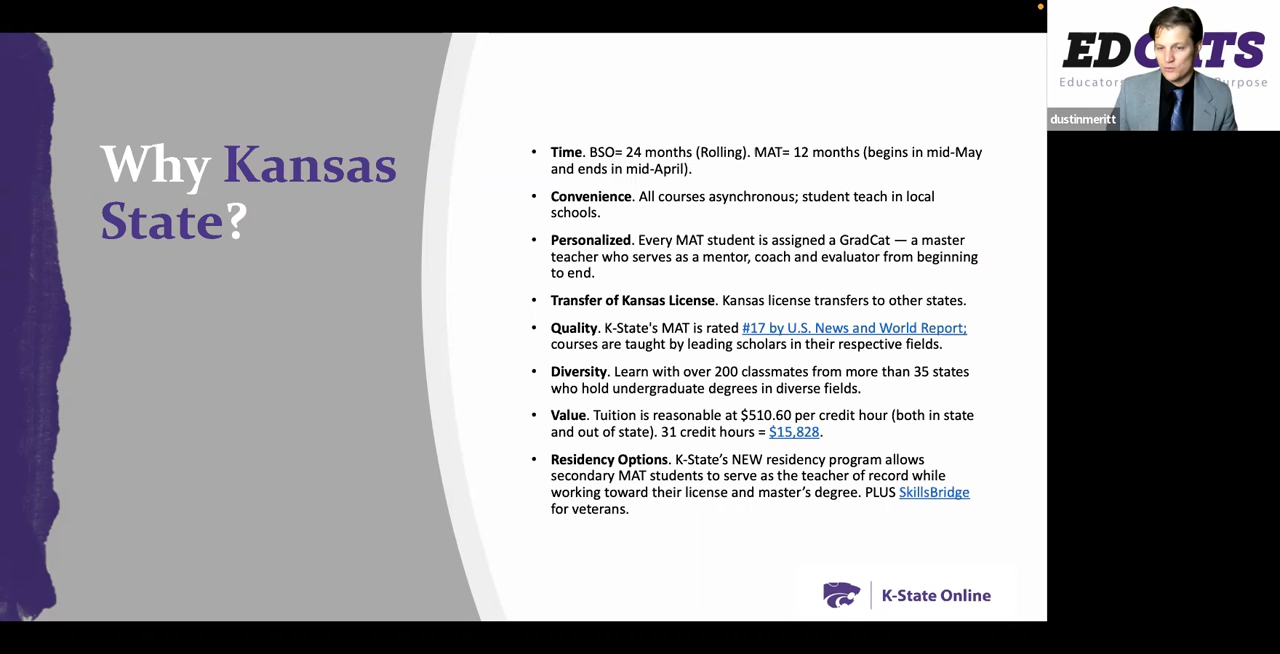 EDCATS
Educators Purpose
dustinmeritt
Why Kansas
State?
• Time. BSO= 24 months (Rolling). MAT= 12 months (begins in mid-May
and ends in mid-April).
• Convenience. All courses asynchronous; student teach in local
schools.
• Personalized. Every MAT student is assigned a GradCat — a master
teacher who serves as a mentor, coach and evaluator from beginning
to end.
• Transfer of Kansas License. Kansas license transfers to other states.
• Quality. K-State's MAT is rated #17 by U.S. News and World Report;
courses are taught by leading scholars in their respective fields.
• Diversity. Learn with over 200 classmates from more than 35 states
who hold undergraduate degrees in diverse fields.
• Value. Tuition is reasonable at $510.60 per credit hour (both in state
and out of state). 31 credit hours = $15,828.
• Residency Options. K-State’s NEW residency program allows
secondary MAT students to serve as the teacher of record while
working toward their license and master’s degree. PLUS SkillsBridge
for veterans.
K-State Online